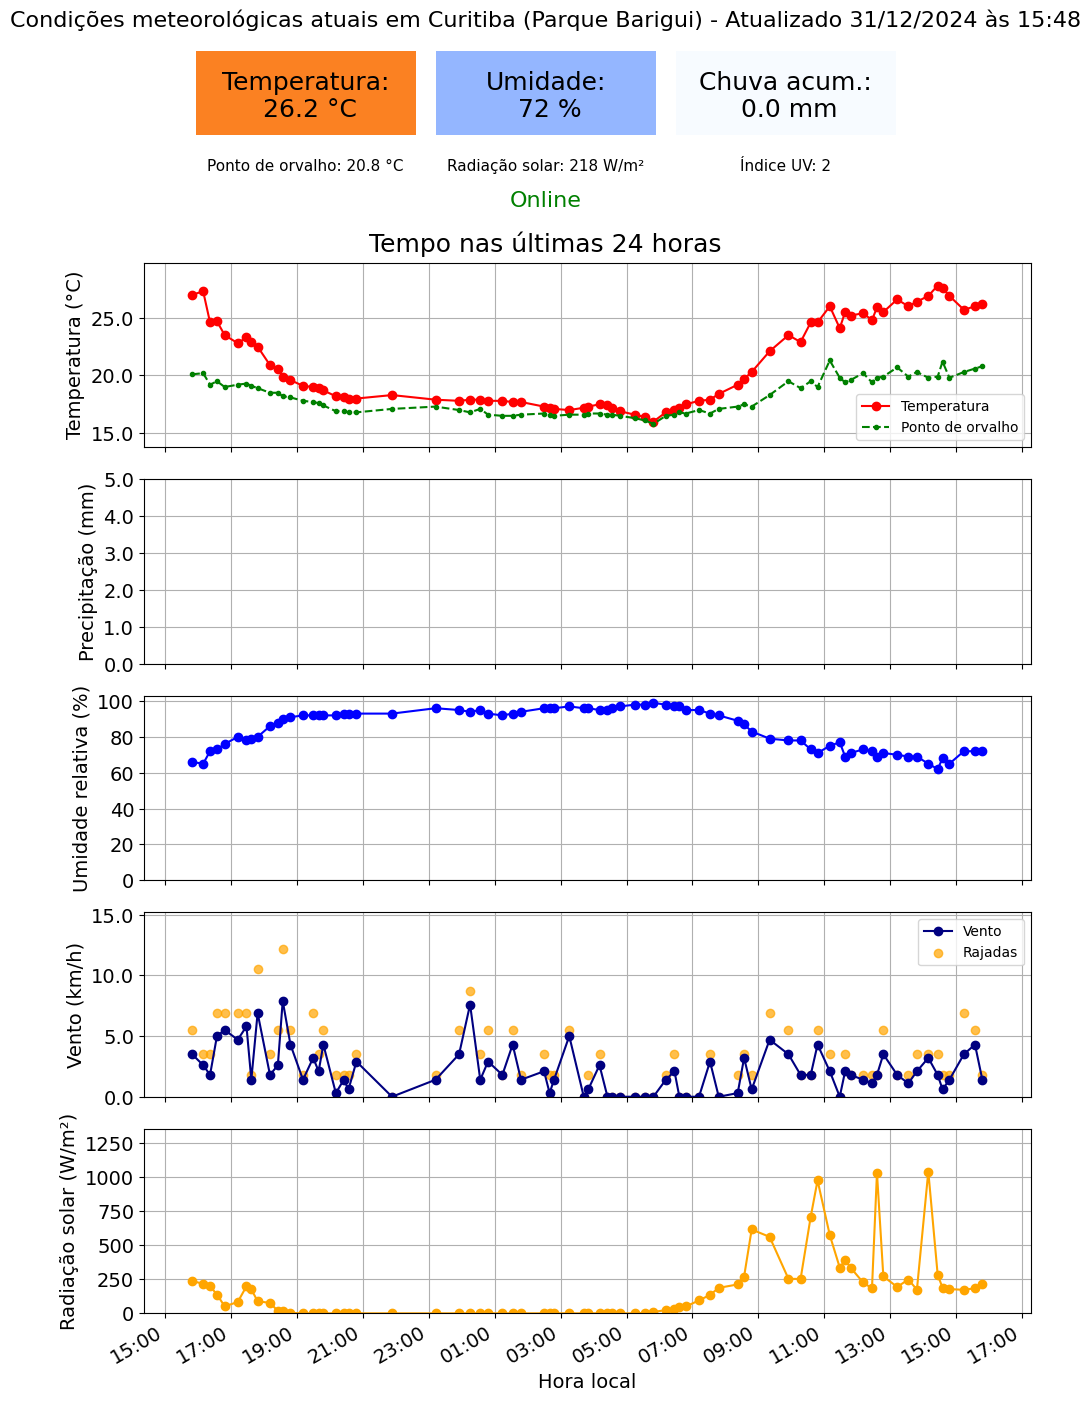 Condições meteorológicas atuais em Curitiba (Parque Barigui) - Atualizado 31/12/2024 às 15:48
Temperatura:
26.2 °C
Umidade:
72 %
Chuva acum.:
0.0 mm
Ponto de orvalho: 20.8 °C
Radiação solar: 218 W/m²
Índice UV: 2
Online
Tempo nas últimas 24 horas
Temperatura (°C)
25.0
20.0
15.0
Temperatura
Ponto de orvalho
Precipitação (mm)
5.0
4.0
3.0
2.0
1.0
0.0
Umidade relativa (%)
100
80
60
40
20
0
Vento (km/h)
15.0
10.0
5.0
0.0
Vento
Rajadas
Radiação solar (W/m²)
1250
1000
750
500
250
0
15:00 17:00 19:00 21:00 23:00 01:00 03:00 05:00 07:00 09:00 11:00 13:00 15:00 17:00
Hora local